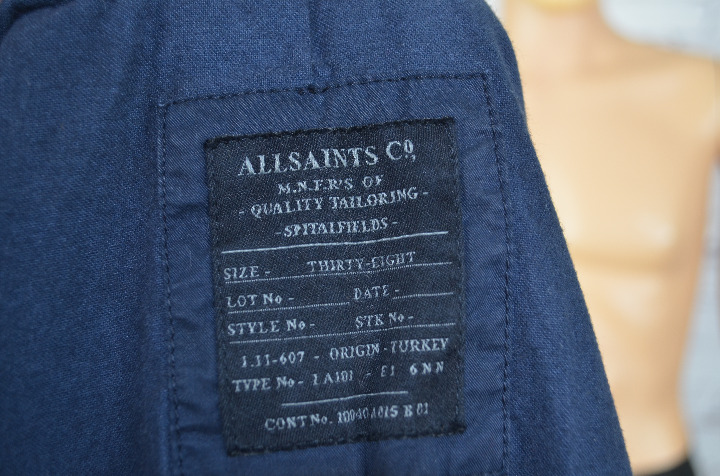 ALLSAINTS Co,
M.N.F.R'S OF
- QUALITY TAILORING -
- SPITALFIELDS -
SIZE - THIRTY-EIGHT
LOT No - DATE -
STYLE No - STK No -
1.11-607 - ORIGIN - TURKEY
TYPE No - 1A101 - E1 6NN
CONT No.